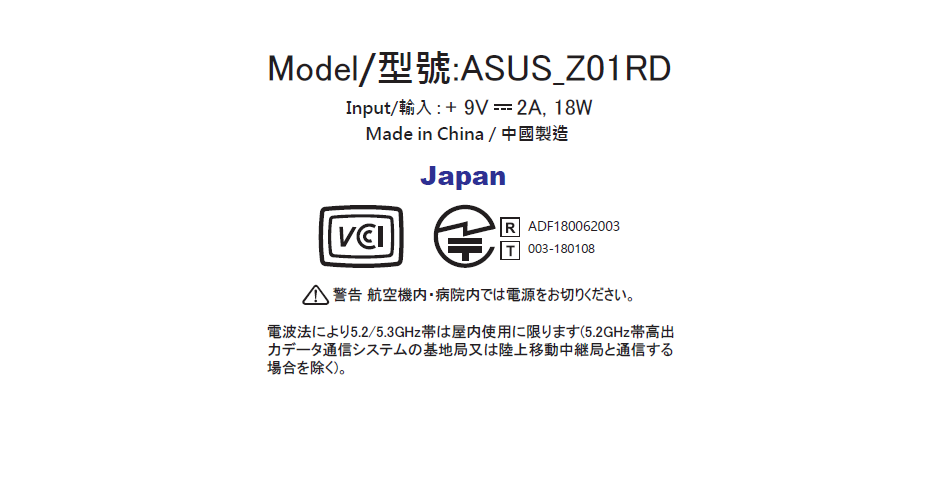 Model/型號:ASUS_Z01RD
Input/輸入 : + 9V ⎓ 2A, 18W
Made in China / 中國製造
Japan
VCI R ADF180062003
T 003-180108
警告 航空機内・病院内では電源をお切りください。
電波法により5.2/5.3GHz帯は屋内使用に限ります(5.2GHz帯高出
力データ通信システムの基地局又は陸上移動中継局と通信する
場合を除く)。